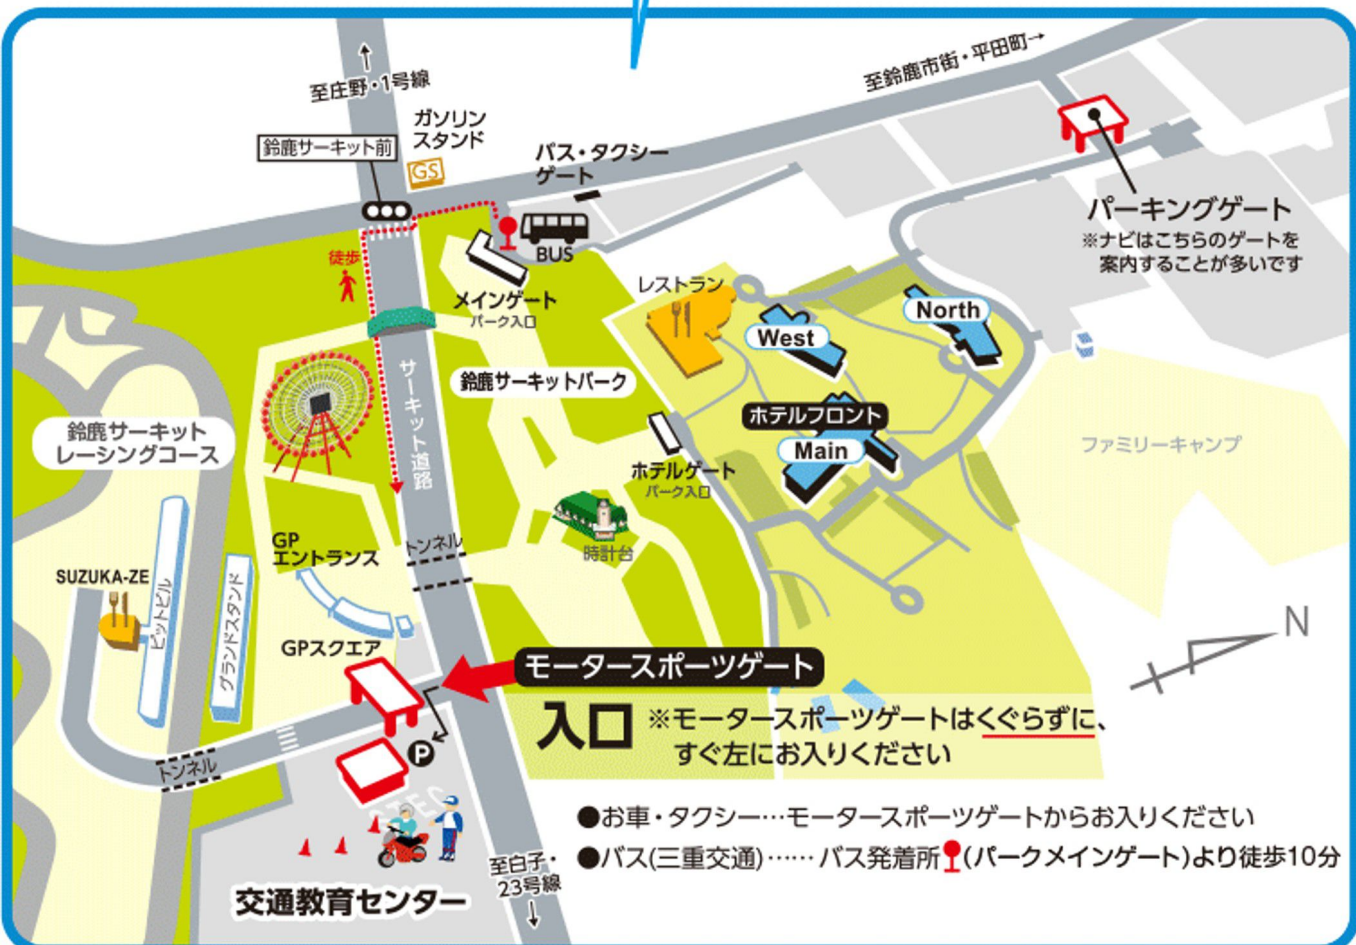 至庄野・1号線
至鈴鹿市街・平田町→
ガソリン
スタンド
GS
鈴鹿サーキット前
バス・タクシー
ゲート
パーキングゲート
※ナビはこちらのゲートを
案内することが多いです
徒歩
BUS
メインゲート
パーク入口
レストラン
West
North
サーキット道路
鈴鹿サーキットパーク
ホテルフロント
Main
鈴鹿サーキット
レーシングコース
ホテルゲート
パーク入口
ファミリーキャンプ
時計台
GP
エントランス
トンネル
SUZUKA-ZE
ピットビル
グランドスタンド
GPスクエア
N
モータースポーツゲート
入口 ※モータースポーツゲートはくぐらずに、
すぐ左にお入りください
P
トンネル
●お車・タクシー…モータースポーツゲートからお入りください
●バス(三重交通)…… バス発着所(パークメインゲート)より徒歩10分
至白子・
23号線
交通教育センター